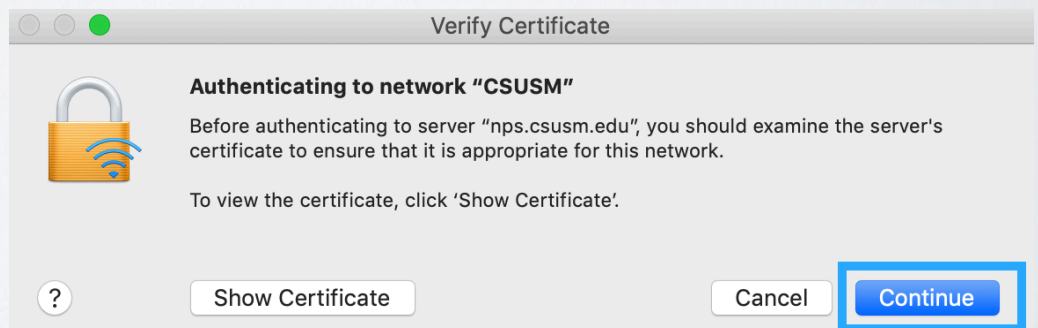 Verify Certificate
Authenticating to network “CSUSM”
Before authenticating to server “nps.csusm.edu”, you should examine the server's
certificate to ensure that it is appropriate for this network.
To view the certificate, click ‘Show Certificate’.
? Show Certificate Cancel Continue